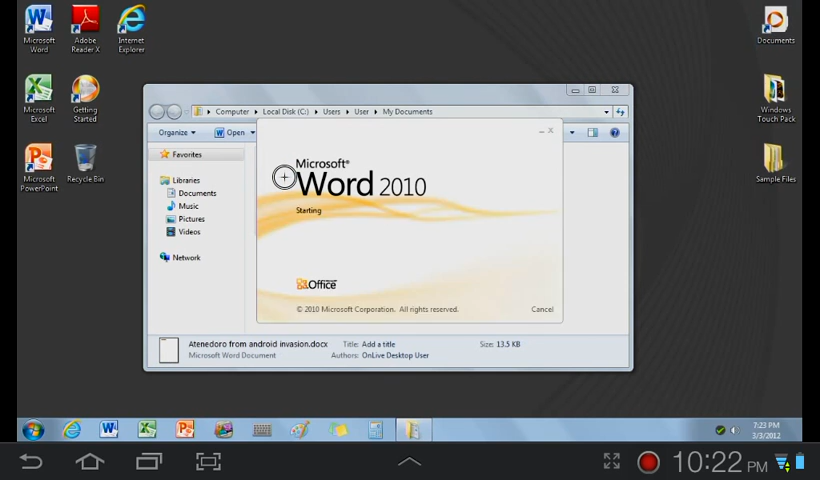 Microsoft Word
Adobe Reader X
Internet Explorer
Documents
Microsoft Excel
Getting Started
Windows Touch Pack
Microsoft PowerPoint
Recycle Bin
Sample Files
Computer Local Disk (C:) Users User My Documents
Organize Open
Favorites
Libraries
Documents
Music
Pictures
Videos
Network
Microsoft®
Word 2010
Starting
Office
© 2010 Microsoft Corporation. All rights reserved. Cancel
Atenedoro from android invasion.docx Title: Add a title Size: 13.5 KB
Microsoft Word Document Authors: OnLive Desktop User
7:23 PM
3/3/2012
10:22 PM